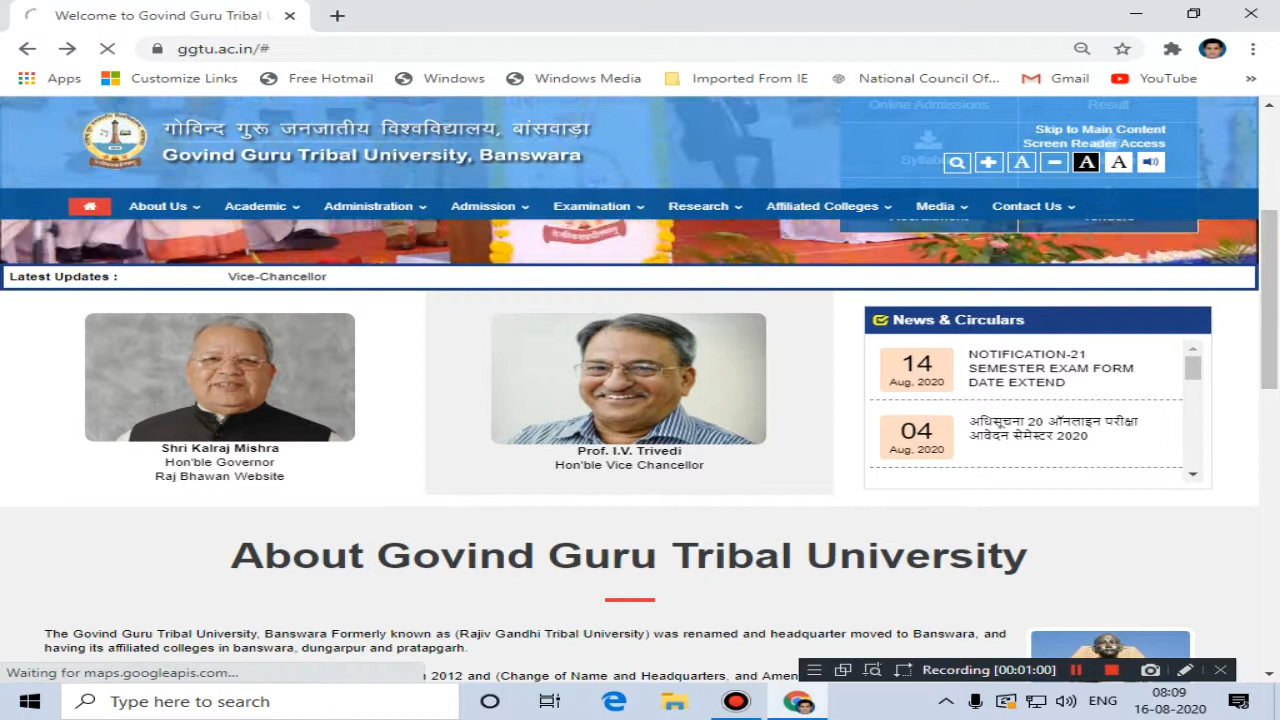 Welcome to Govind Guru Tribal U
ggtu.ac.in/#
Apps
Customize Links
Free Hotmail
Windows
Windows Media
Imported From IE
National Council Of...
Gmail
YouTube
»
Online Admissions
Result
गोविन्द गुरू जनजातीय विश्वविद्यालय, बांसवाड़ा
Govind Guru Tribal University, Banswara
Skip to Main Content
Screen Reader Access
A
A
A
About Us
Academic
Administration
Admission
Examination
Research
Affiliated Colleges
Media
Contact Us
Latest Updates :
Vice-Chancellor
Shri Kalraj Mishra
Hon'ble Governor
Raj Bhawan Website
Prof. I.V. Trivedi
Hon'ble Vice Chancellor
News & Circulars
14
Aug, 2020
NOTIFICATION-21
SEMESTER EXAM FORM
DATE EXTEND
04
Aug, 2020
अधिसूचना 20 ऑनलाइन परीक्षा
आवेदन सेमेस्टर 2020
About Govind Guru Tribal University
The Govind Guru Tribal University, Banswara Formerly known as (Rajiv Gandhi Tribal University) was renamed and headquarter moved to Banswara, and
having its affiliated colleges in banswara, dungarpur and pratapgarh.
2012 and (Change of Name and Headquarters, and Amen
Waiting for maps.googleapis.com...
Recording [00:01:00]
Type here to search
ENG
08:09
16-08-2020